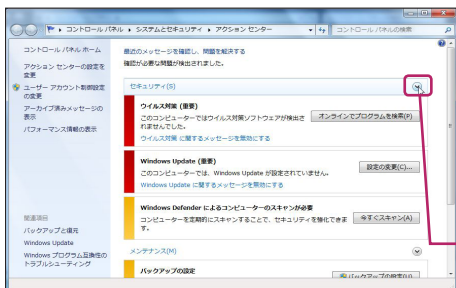 コントロール パネル ▸ システムとセキュリティ ▸ アクション センター
コントロール パネルの検索
コントロール パネル ホーム
アクション センターの設定を
変更
ユーザー アカウント制御設定
の変更
アーカイブ済みメッセージの
表示
パフォーマンス情報の表示
関連項目
バックアップと復元
Windows Update
Windows プログラム互換性の
トラブルシューティング
最近のメッセージを確認し、問題を解決する
確認が必要な問題が検出されました。
セキュリティ(S)
ウイルス対策 (重要)
このコンピューターではウイルス対策ソフトウェアが検出さ
れませんでした。
オンラインでプログラムを検索(P)
ウイルス対策 に関するメッセージを無効にする
Windows Update (重要)
このコンピューターでは、Windows Update が設定されていません。
設定の変更(C)...
Windows Update に関するメッセージを無効にする
Windows Defender によるコンピューターのスキャンが必要
コンピューターを定期的にスキャンすることで、セキュリティを強化できま
す。
今すぐスキャン(A)
メンテナンス(M)
バックアップの設定
バックアップの設定(U)